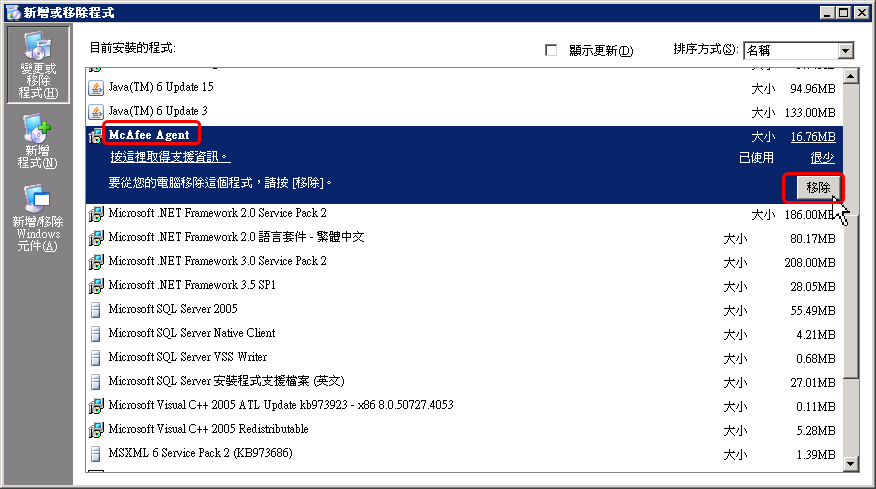 新增或移除程式
變更或
移除
程式(H)
新增
程式(N)
新增/移除
Windows
元件(A)
目前安裝的程式:
顯示更新(D)
排序方式(S): 名稱
Java(TM) 6 Update 15 大小 94.96MB
Java(TM) 6 Update 3 大小 133.00MB
McAfee Agent 大小 16.76MB
按這裡取得支援資訊。 已使用 很少
要從您的電腦移除這個程式，請按 [移除]。 移除
Microsoft .NET Framework 2.0 Service Pack 2 大小 186.00MB
Microsoft .NET Framework 2.0 語言套件 - 繁體中文 大小 80.17MB
Microsoft .NET Framework 3.0 Service Pack 2 大小 208.00MB
Microsoft .NET Framework 3.5 SP1 大小 28.05MB
Microsoft SQL Server 2005 大小 55.49MB
Microsoft SQL Server Native Client 大小 4.21MB
Microsoft SQL Server VSS Writer 大小 0.68MB
Microsoft SQL Server 安裝程式支援檔案 (英文) 大小 27.01MB
Microsoft Visual C++ 2005 ATL Update kb973923 - x86 8.0.50727.4053 大小 0.11MB
Microsoft Visual C++ 2005 Redistributable 大小 5.28MB
MSXML 6 Service Pack 2 (KB973686) 大小 1.39MB